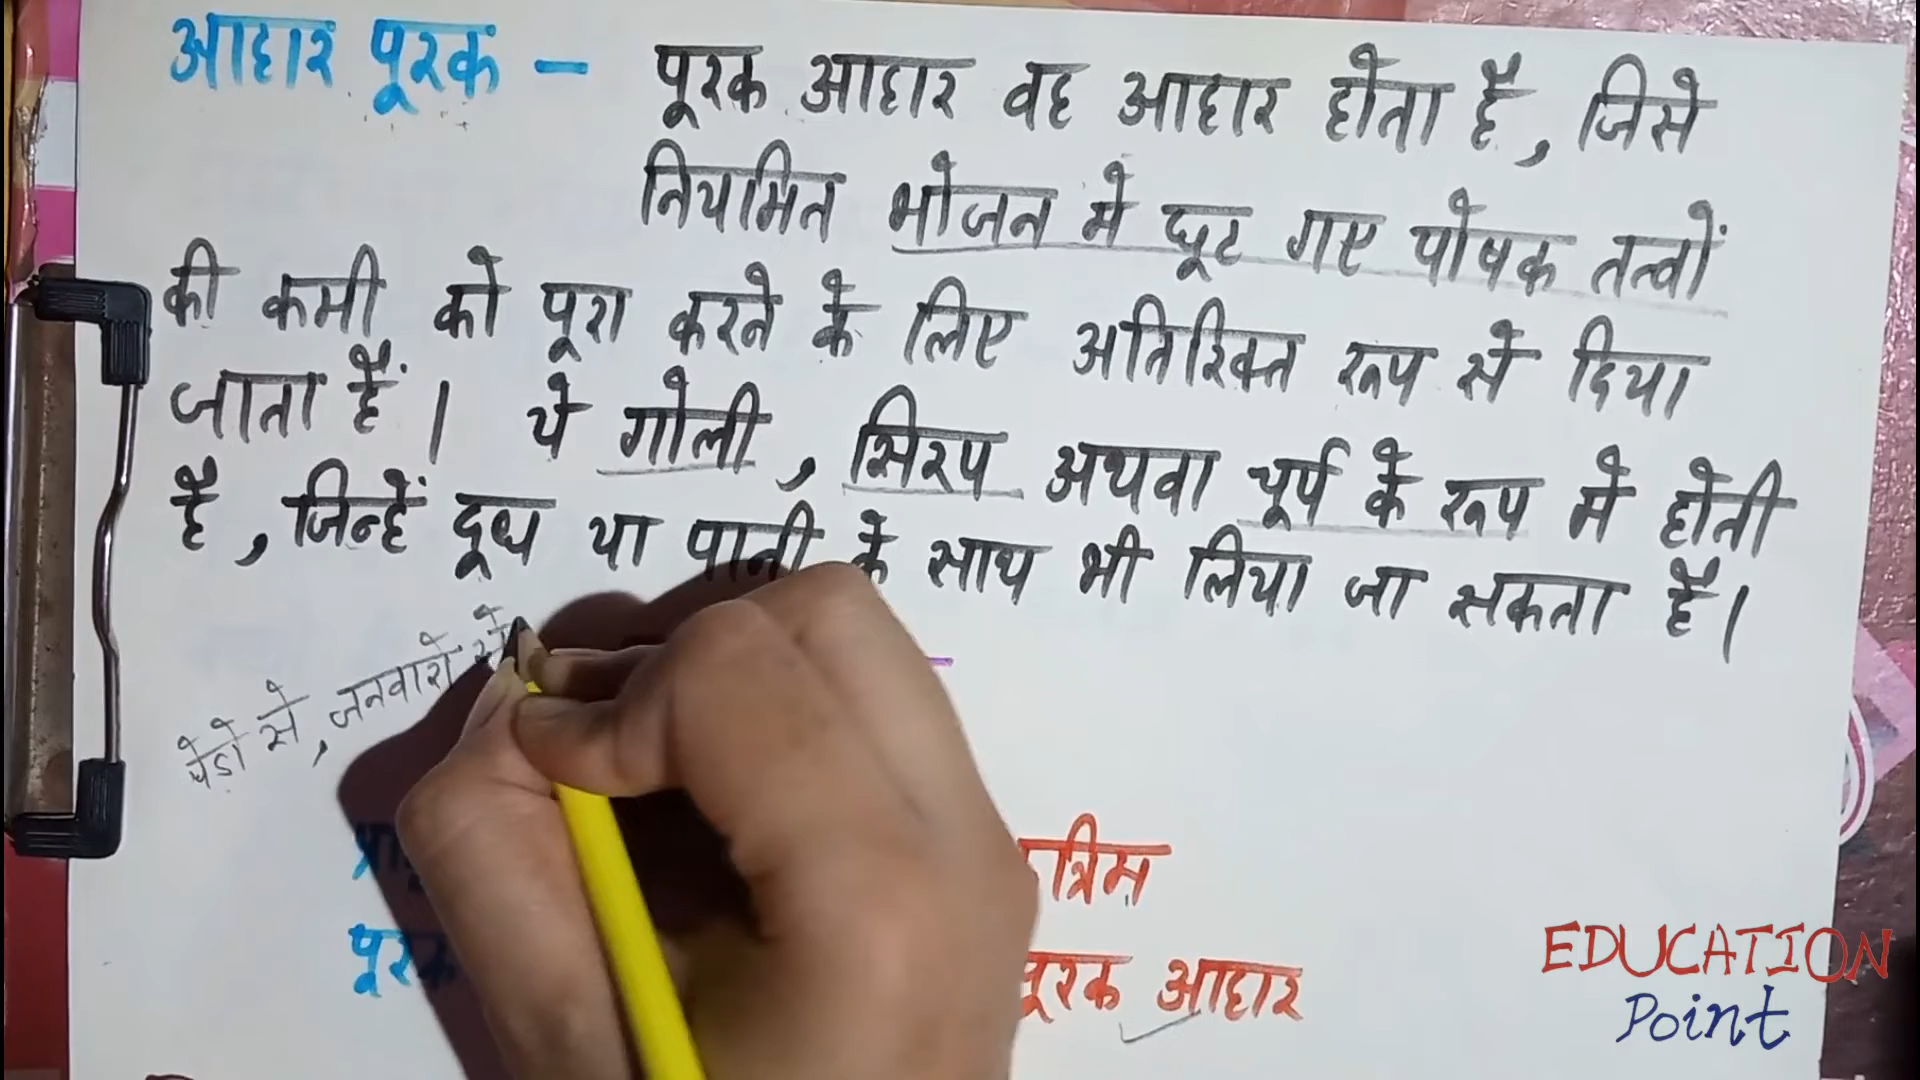 आहार पूरक – पूरक आहार वह आहार होता है, जिसे
नियमित भोजन मे छूट गए पोषक तत्वों
की कमी को पूरा करने के लिए अतिरिक्त रूप से दिया
जाता हैं। ये गोली, सिरप अथवा चूर्ण के रूप में होती
है, जिन्हें दूध या पानी के साथ भी लिया जा सकता है।
पेडो से, जनवारो से
त्रिम
पूरक
पूरक आहार
EDUCATION
Point